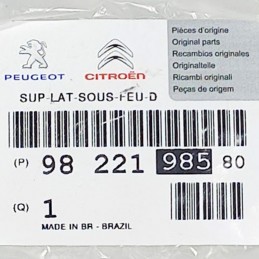 Pièces d'origine
Original parts
Recambios originales
Originalteile
Ricambi originali
Peças de origem
PEUGEOT CITROËN
SUP-LAT-SOUS-FEU-D
(P) 98 221 985 80
(Q) 1
MADE IN BR - BRAZIL